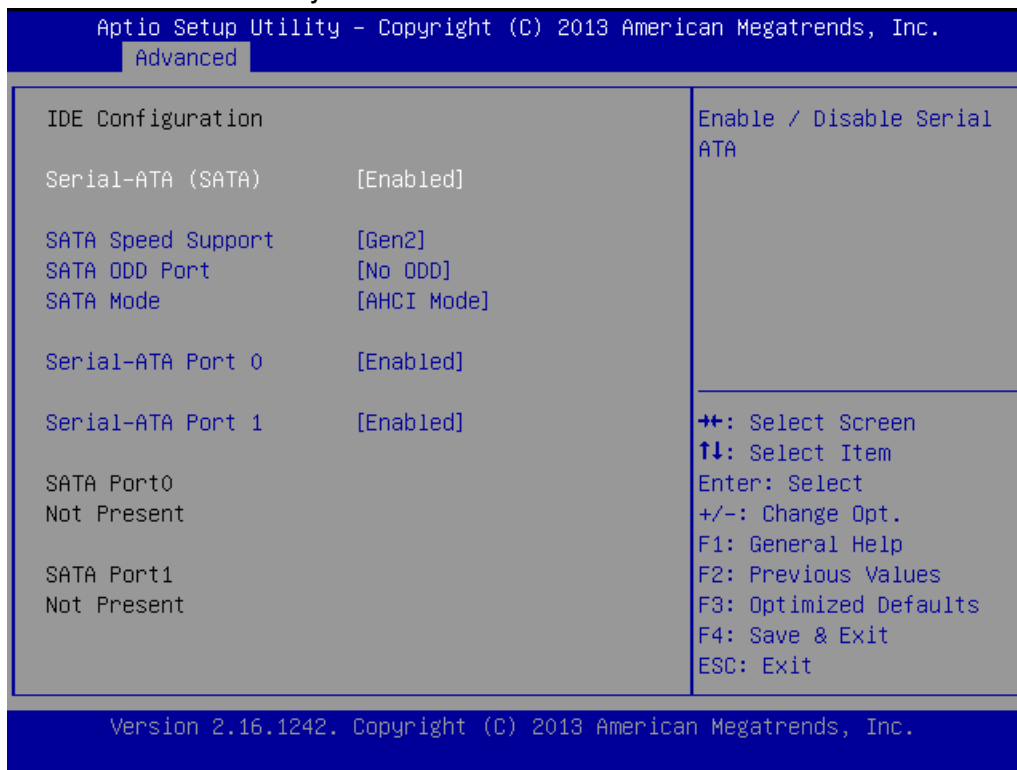 Aptio Setup Utility – Copyright (C) 2013 American Megatrends, Inc.
Advanced
IDE Configuration
Serial-ATA (SATA) [Enabled]
SATA Speed Support [Gen2]
SATA ODD Port [No ODD]
SATA Mode [AHCI Mode]
Serial-ATA Port 0 [Enabled]
Serial-ATA Port 1 [Enabled]
SATA Port0
Not Present
SATA Port1
Not Present
Enable / Disable Serial
ATA
→←: Select Screen
↑↓: Select Item
Enter: Select
+/-: Change Opt.
F1: General Help
F2: Previous Values
F3: Optimized Defaults
F4: Save & Exit
ESC: Exit
Version 2.16.1242. Copyright (C) 2013 American Megatrends, Inc.